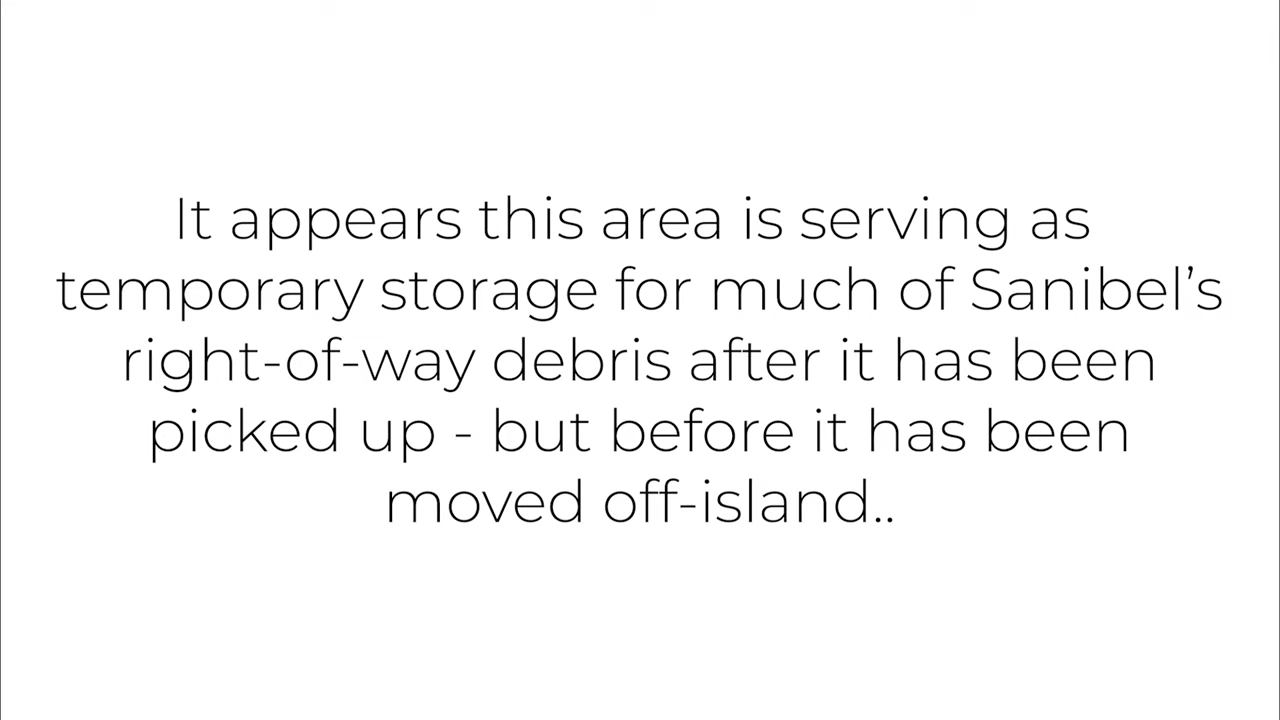 It appears this area is serving as
temporary storage for much of Sanibel’s
right-of-way debris after it has been
picked up - but before it has been
moved off-island..